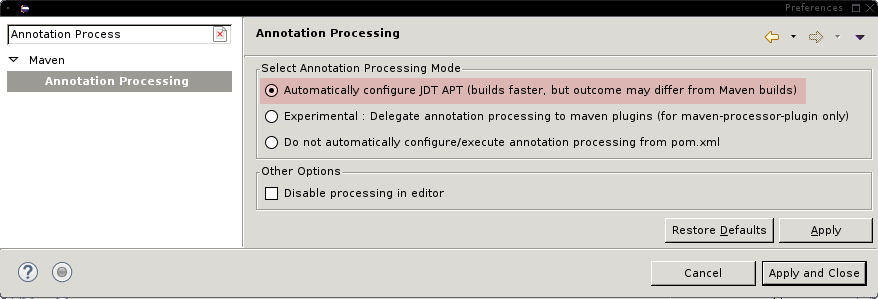 Preferences
Annotation Process
Annotation Processing
Maven
Annotation Processing
Select Annotation Processing Mode
Automatically configure JDT APT (builds faster, but outcome may differ from Maven builds)
Experimental : Delegate annotation processing to maven plugins (for maven-processor-plugin only)
Do not automatically configure/execute annotation processing from pom.xml
Other Options
Disable processing in editor
Restore Defaults
Apply
?
Cancel
Apply and Close